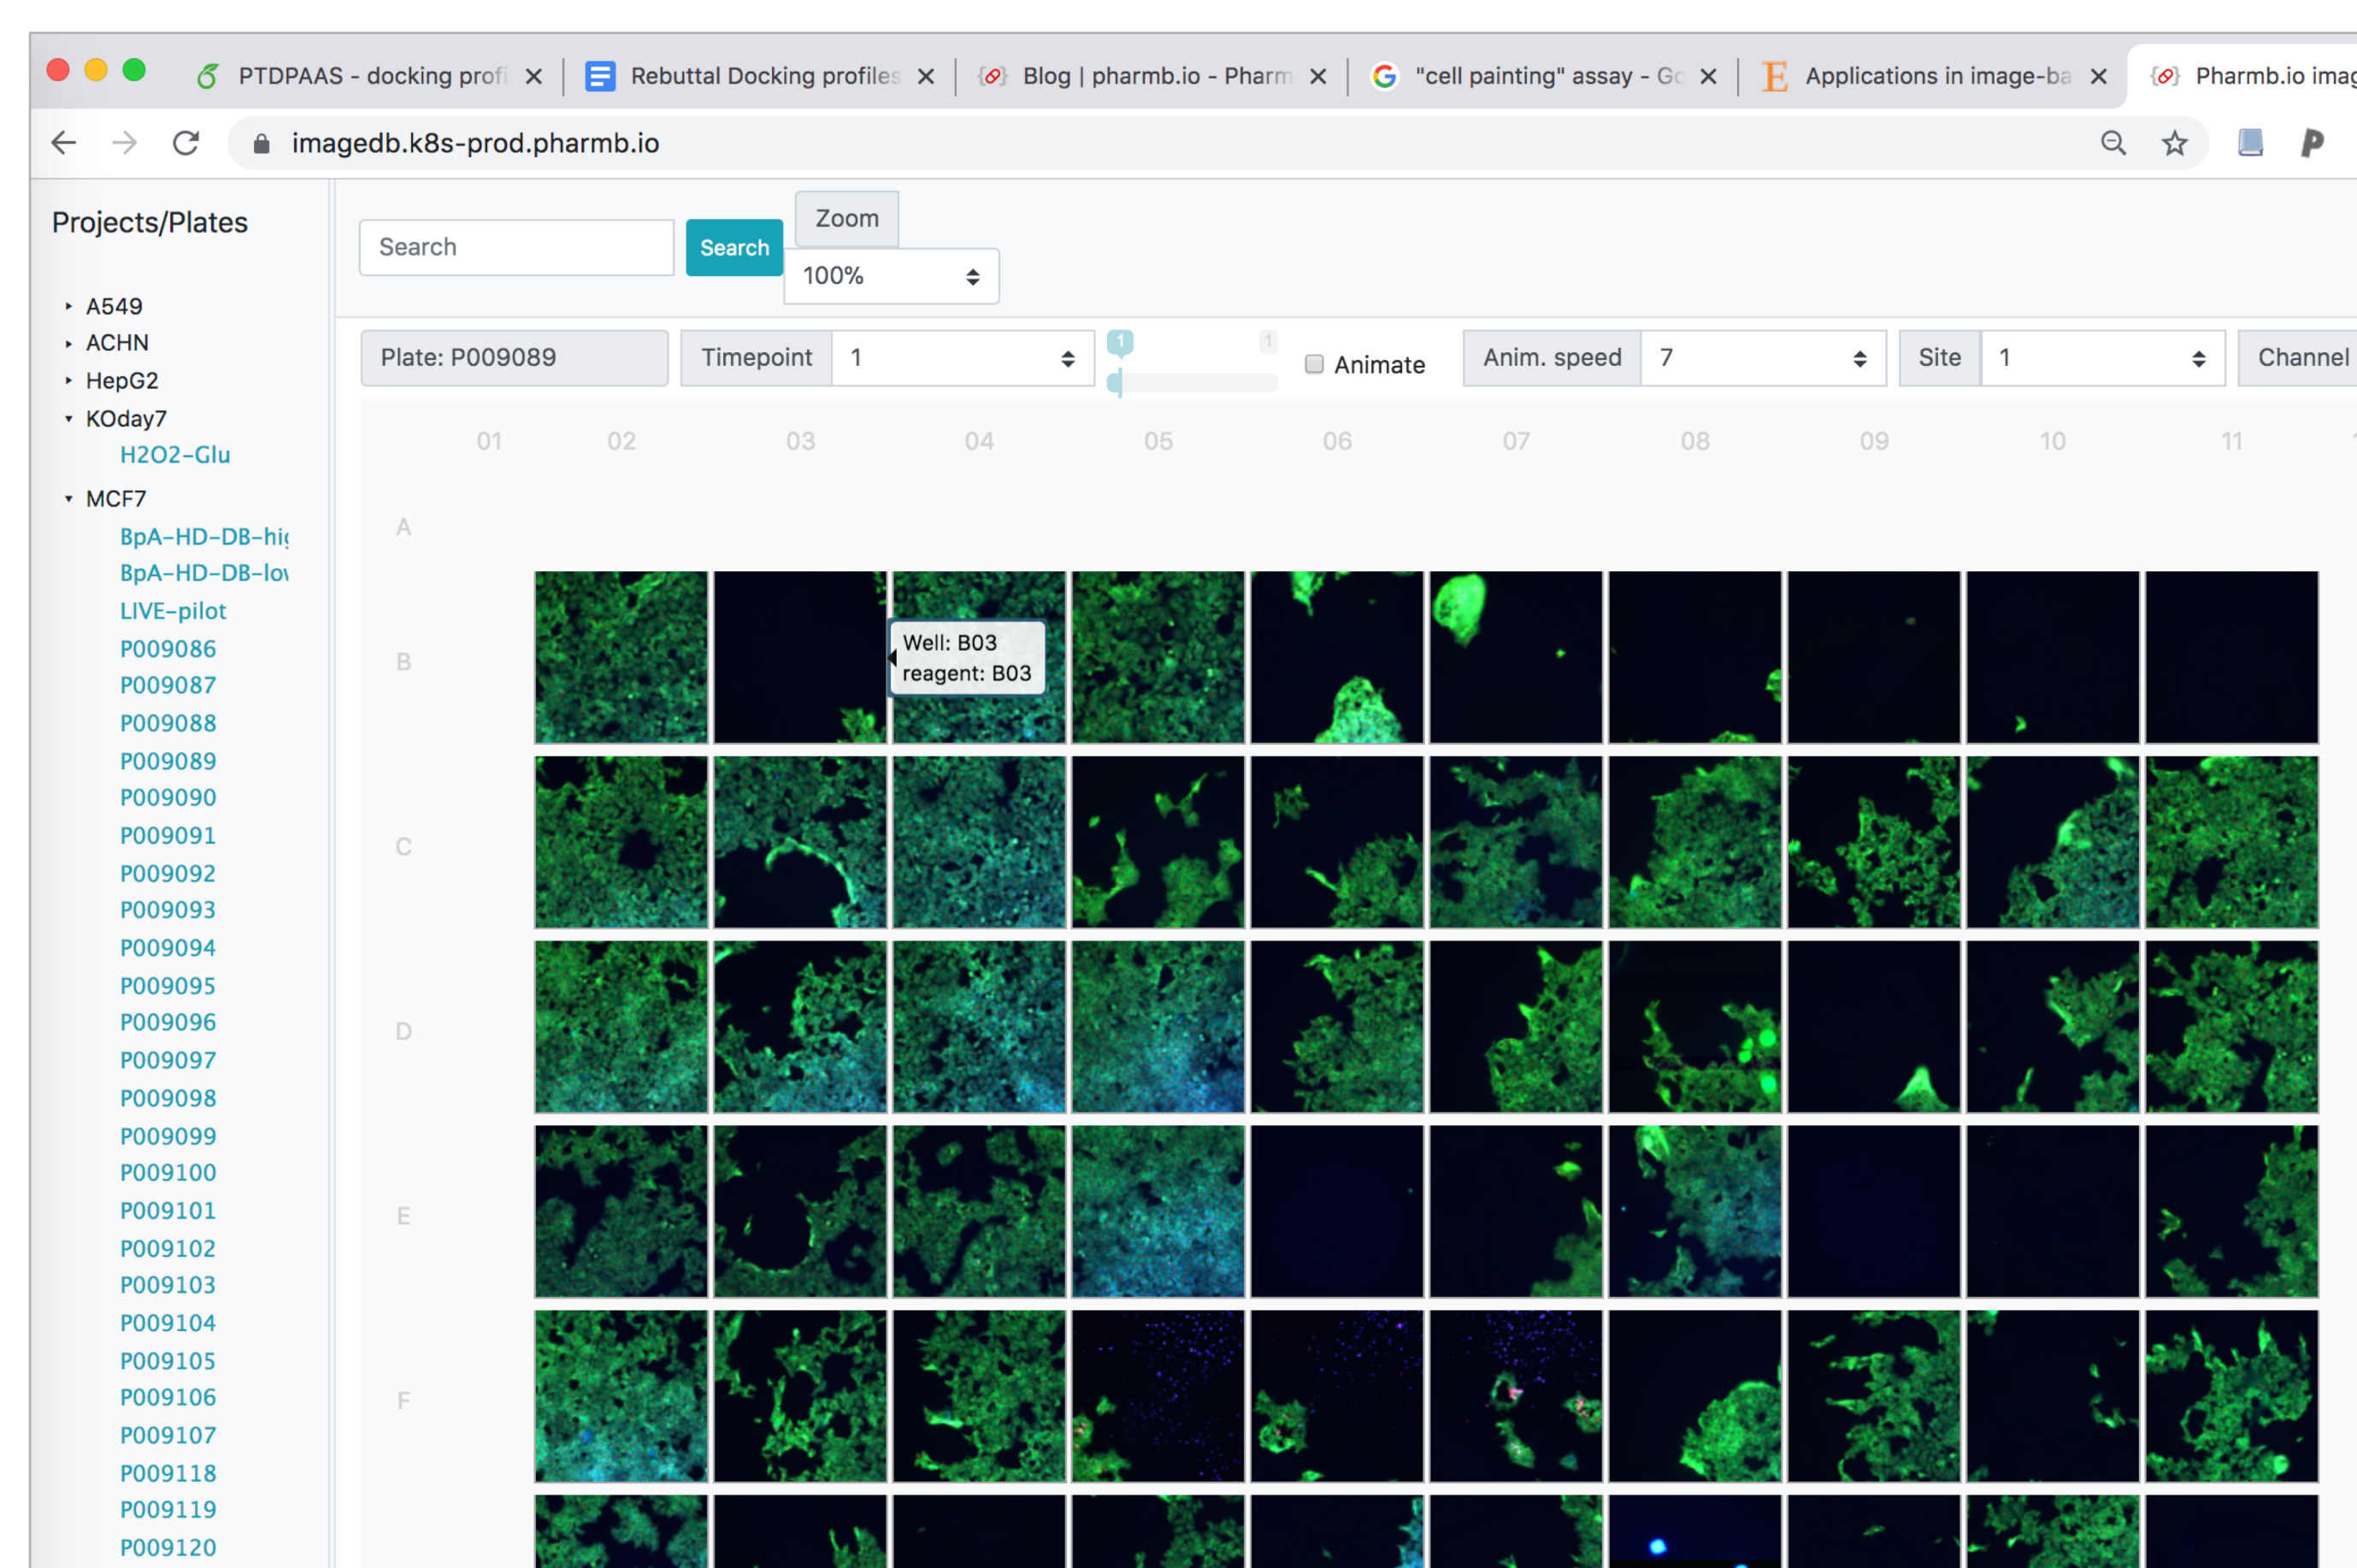 PTDPAAS - docking profi
Rebuttal Docking profiles
Blog | pharmb.io - Pharm
"cell painting" assay - Go
Applications in image-ba
Pharmb.io imag
imagedb.k8s-prod.pharmb.io
Projects/Plates
A549
ACHN
HepG2
KOday7
H2O2-Glu
MCF7
BpA-HD-DB-hig
BpA-HD-DB-low
LIVE-pilot
P009086
P009087
P009088
P009089
P009090
P009091
P009092
P009093
P009094
P009095
P009096
P009097
P009098
P009099
P009100
P009101
P009102
P009103
P009104
P009105
P009106
P009107
P009118
P009119
P009120
Search
Search
Zoom
100%
Plate: P009089
Timepoint 1
1 1
Animate
Anim. speed 7
Site 1
Channel
01 02 03 04 05 06 07 08 09 10 11
A
B
Well: B03
reagent: B03
C
D
E
F